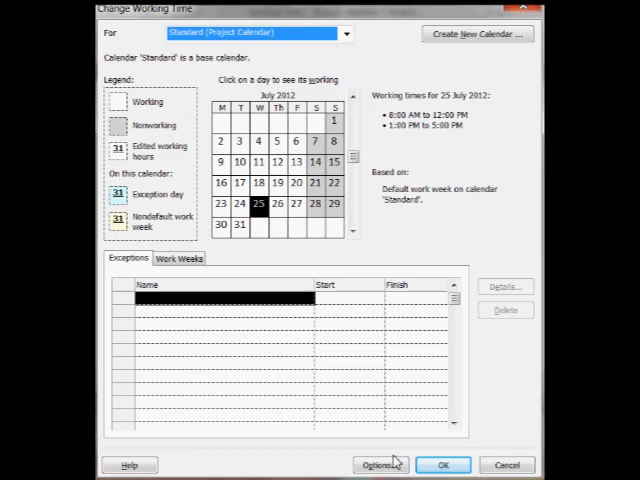 Change Working Time
For
Standard (Project Calendar)
Create New Calendar ...
Calendar 'Standard' is a base calendar.
Legend:
Working
Nonworking
31 Edited working hours
On this calendar:
31 Exception day
31 Nondefault work week
Click on a day to see its working
July 2012
M T W Th F S S
1
2 3 4 5 6 7 8
9 10 11 12 13 14 15
16 17 18 19 20 21 22
23 24 25 26 27 28 29
30 31
Working times for 25 July 2012:
• 8:00 AM to 12:00 PM
• 1:00 PM to 5:00 PM
Based on:
Default work week on calendar
'Standard'.
Exceptions Work Weeks
Name Start Finish
Details...
Delete
Help Options... OK Cancel